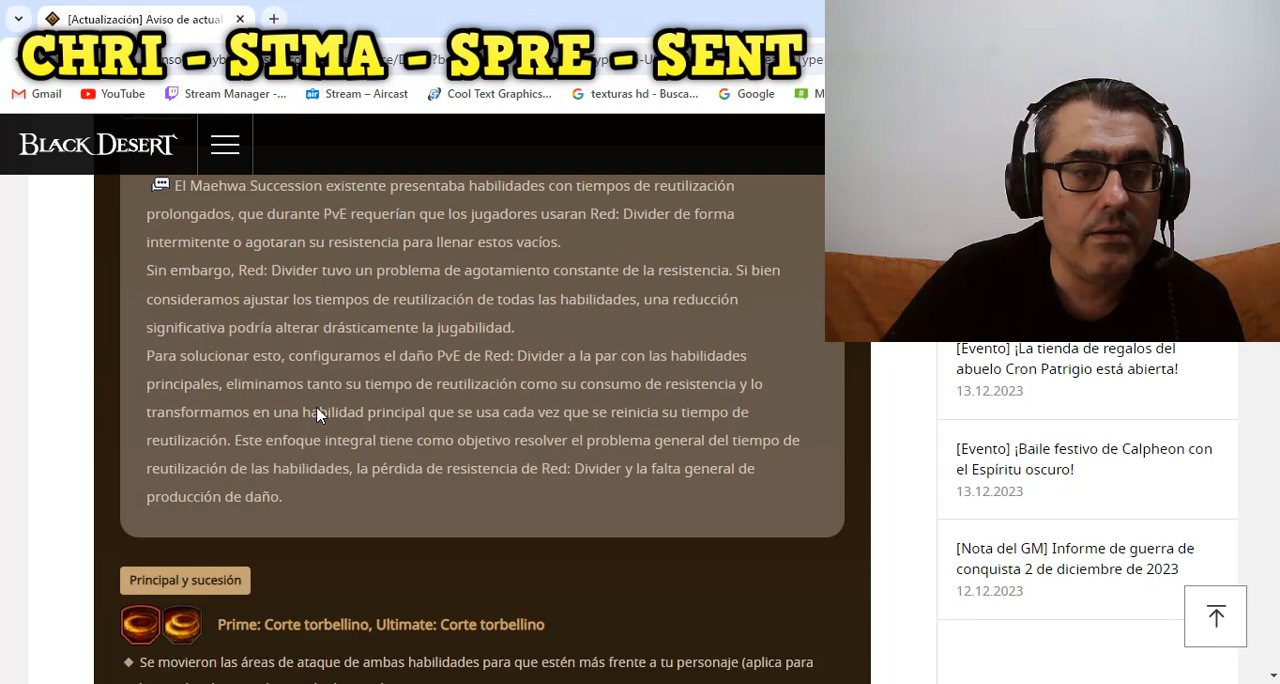 [Actualización] Aviso de actual
CHRI - STMA - SPRE - SENT
Gmail
YouTube
Stream Manager -...
Stream – Aircast
Cool Text Graphics...
texturas hd - Busca...
Google
M
BLACK DESERT
El Maehwa Succession existente presentaba habilidades con tiempos de reutilización
prolongados, que durante PvE requerían que los jugadores usaran Red: Divider de forma
intermitente o agotaran su resistencia para llenar estos vacíos.
Sin embargo, Red: Divider tuvo un problema de agotamiento constante de la resistencia. Si bien
consideramos ajustar los tiempos de reutilización de todas las habilidades, una reducción
significativa podría alterar drásticamente la jugabilidad.
Para solucionar esto, configuramos el daño PvE de Red: Divider a la par con las habilidades
principales, eliminamos tanto su tiempo de reutilización como su consumo de resistencia y lo
transformamos en una habilidad principal que se usa cada vez que se reinicia su tiempo de
reutilización. Este enfoque integral tiene como objetivo resolver el problema general del tiempo de
reutilización de las habilidades, la pérdida de resistencia de Red: Divider y la falta general de
producción de daño.
Principal y sucesión
Prime: Corte torbellino, Ultimate: Corte torbellino
◆ Se movieron las áreas de ataque de ambas habilidades para que estén más frente a tu personaje (aplica para
[Evento] ¡La tienda de regalos del
abuelo Cron Patrigio está abierta!
13.12.2023
[Evento] ¡Baile festivo de Calpheon con
el Espíritu oscuro!
13.12.2023
[Nota del GM] Informe de guerra de
conquista 2 de diciembre de 2023
12.12.2023